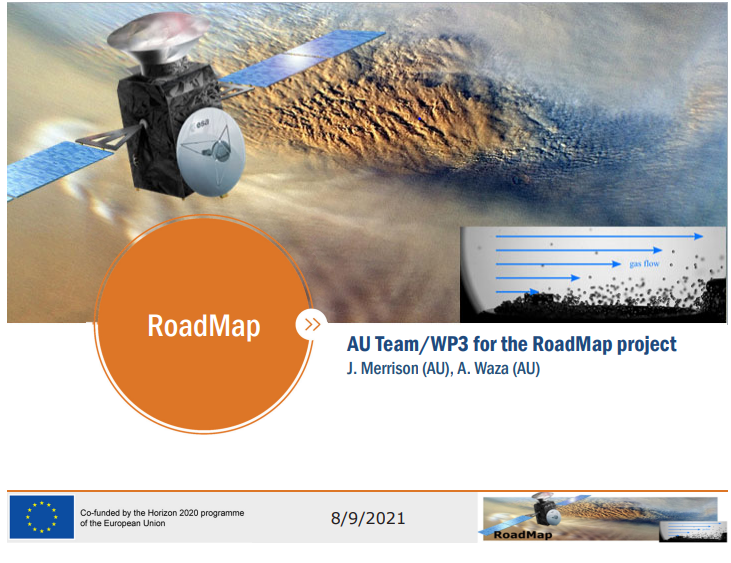 esa
gas flow
RoadMap
AU Team/WP3 for the RoadMap project
J. Merrison (AU), A. Waza (AU)
Co-funded by the Horizon 2020 programme
of the European Union
8/9/2021
RoadMap